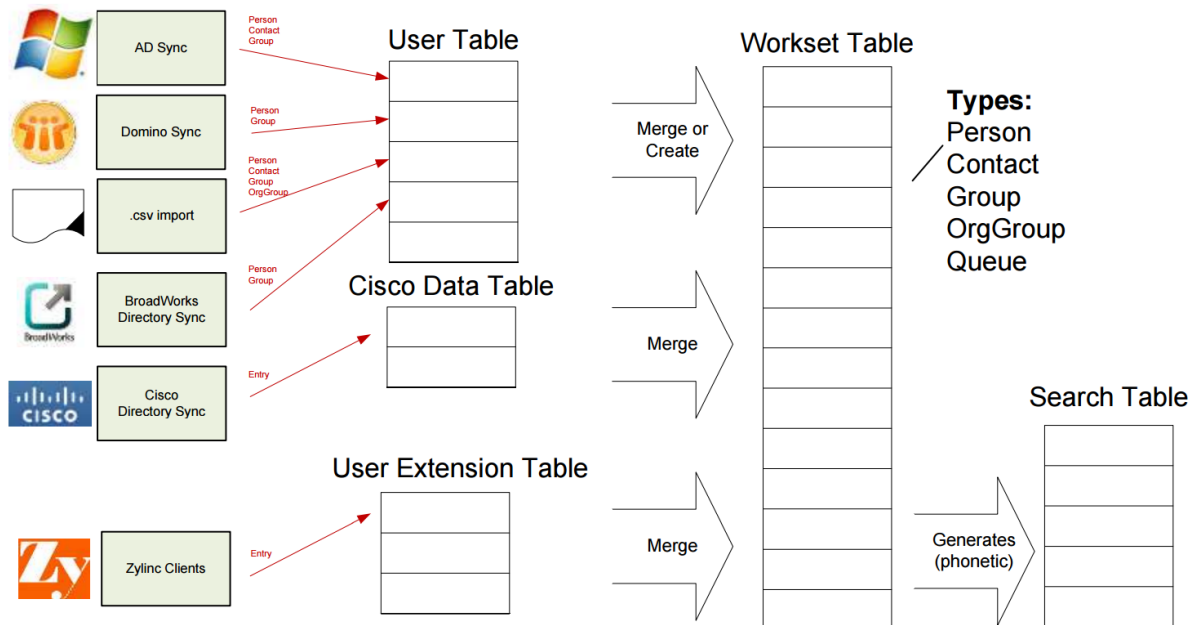 AD Sync
Person
Contact
Group
User Table
Workset Table
Types:
Person
Contact
Group
OrgGroup
Queue
Domino Sync
Person
Group
Merge or
Create
.csv import
Person
Contact
Group
OrgGroup
BroadWorks
BroadWorks
Directory Sync
Person
Group
Cisco Data Table
Merge
CISCO
Cisco
Directory Sync
Entry
Search Table
User Extension Table
Zy
Zylinc Clients
Entry
Merge
Generates
(phonetic)